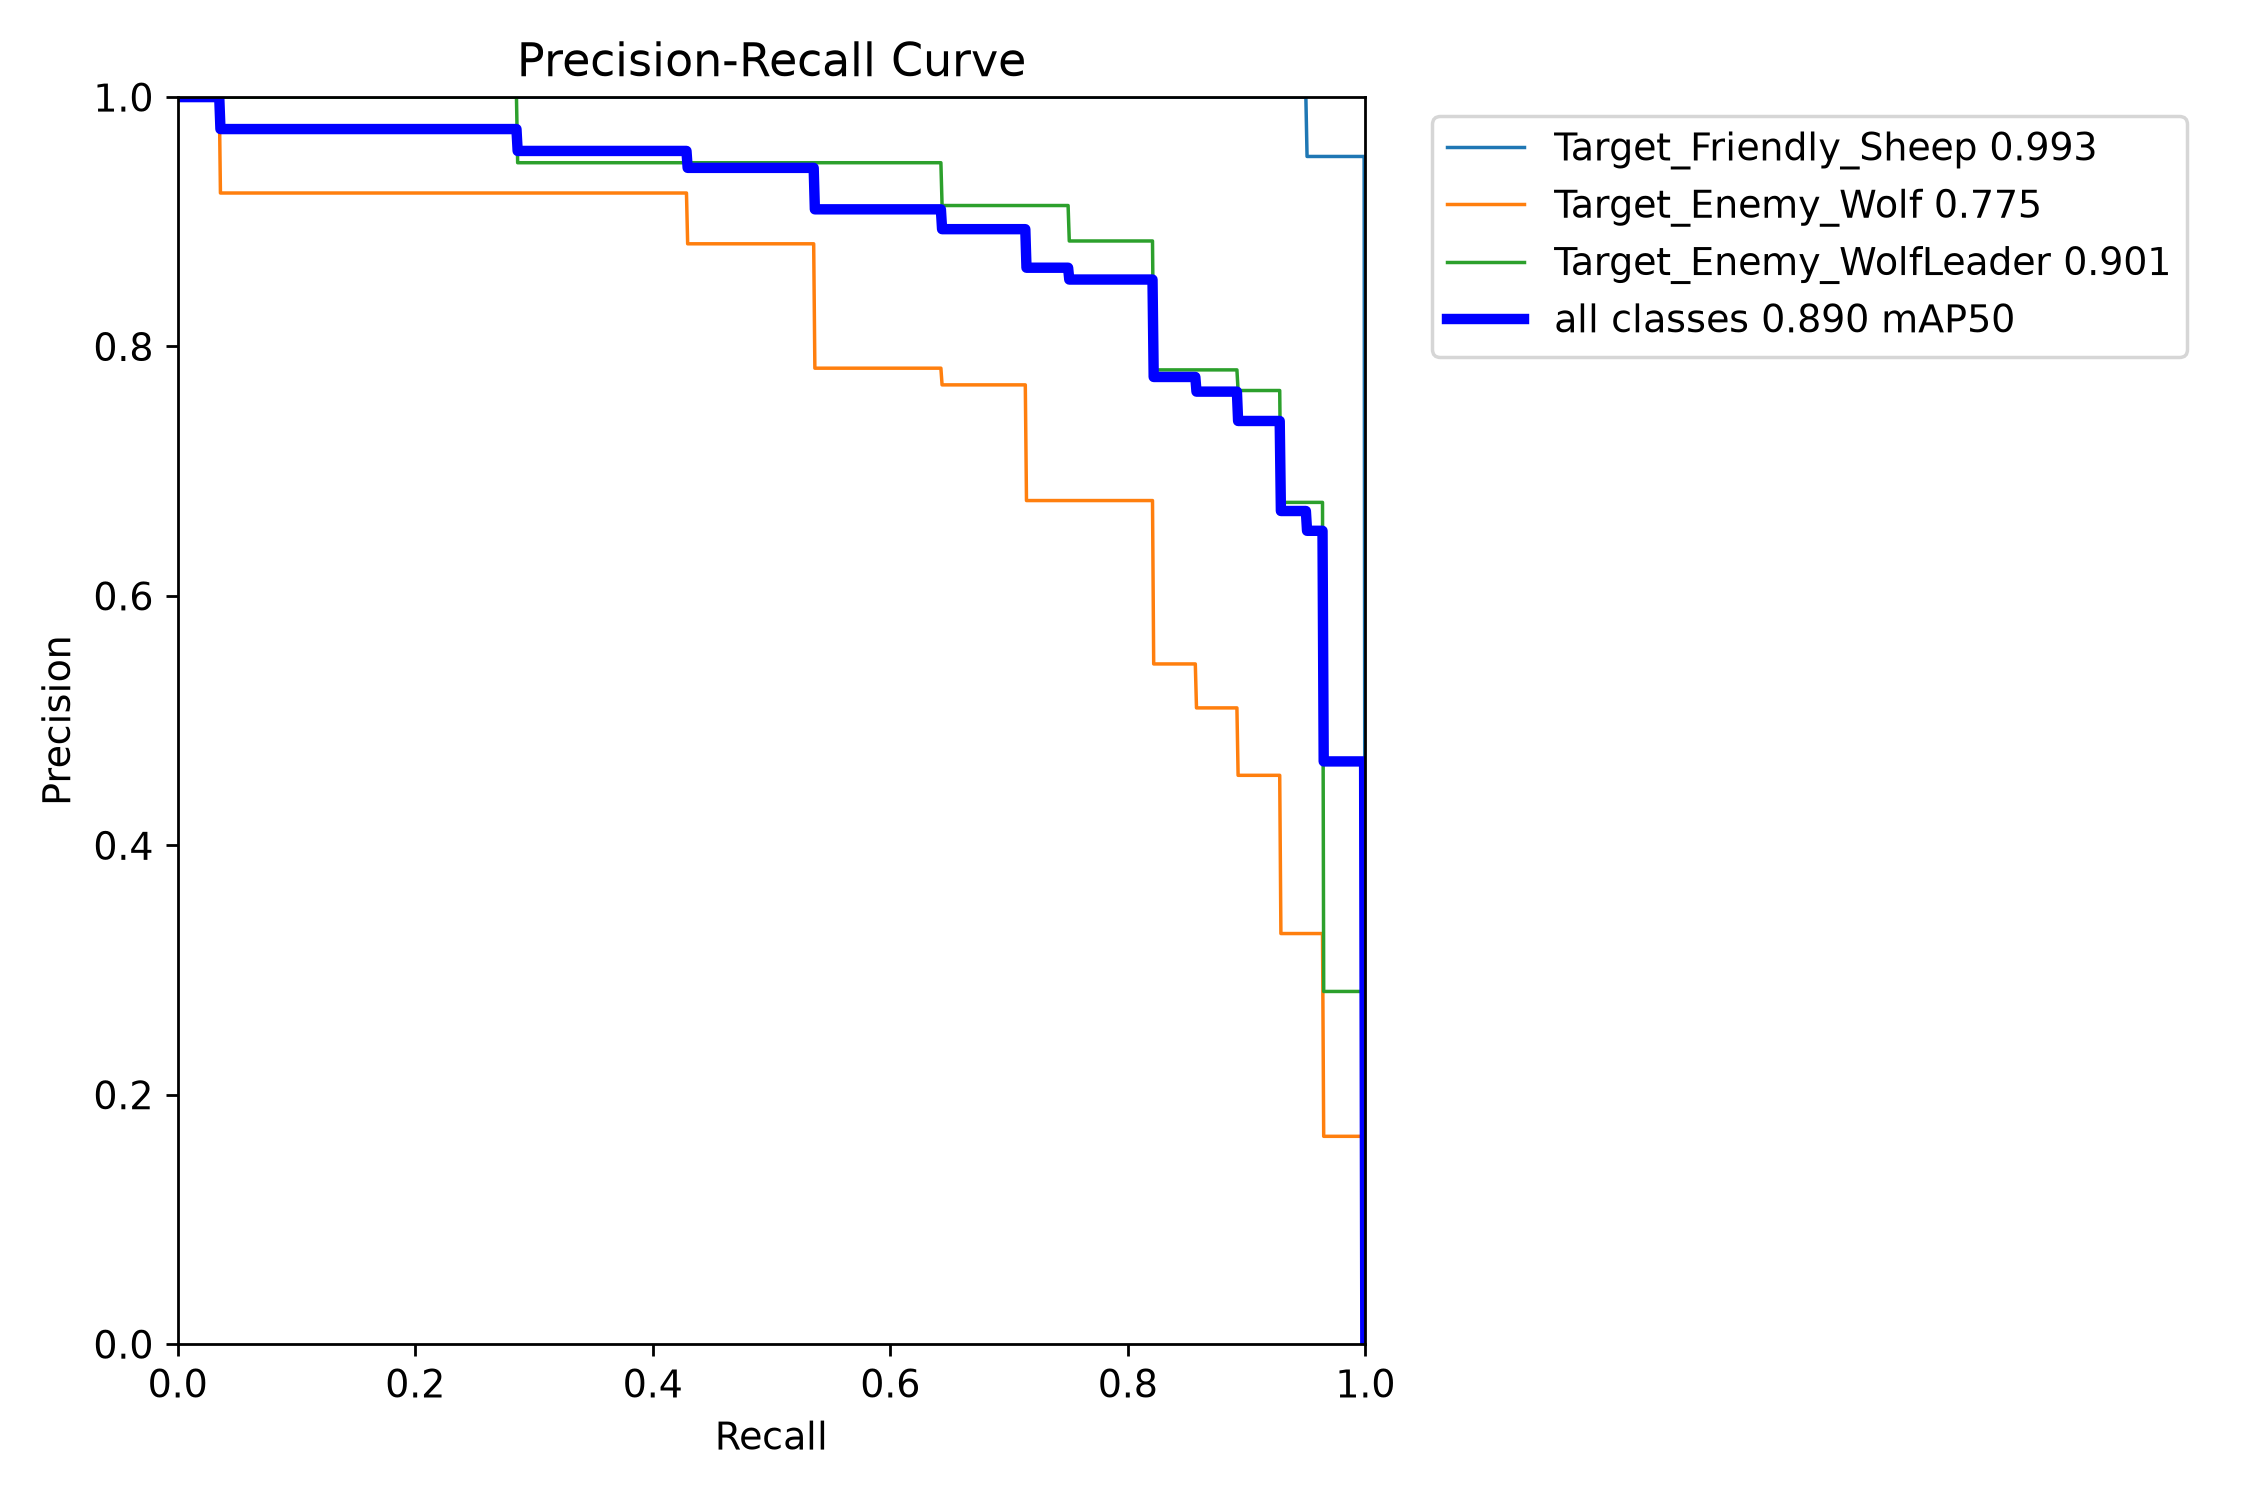 Precision-Recall Curve
1.0
0.8
0.6
0.4
0.2
0.0
Precision
0.0 0.2 0.4 0.6 0.8 1.0
Recall
Target_Friendly_Sheep 0.993
Target_Enemy_Wolf 0.775
Target_Enemy_WolfLeader 0.901
all classes 0.890 mAP50